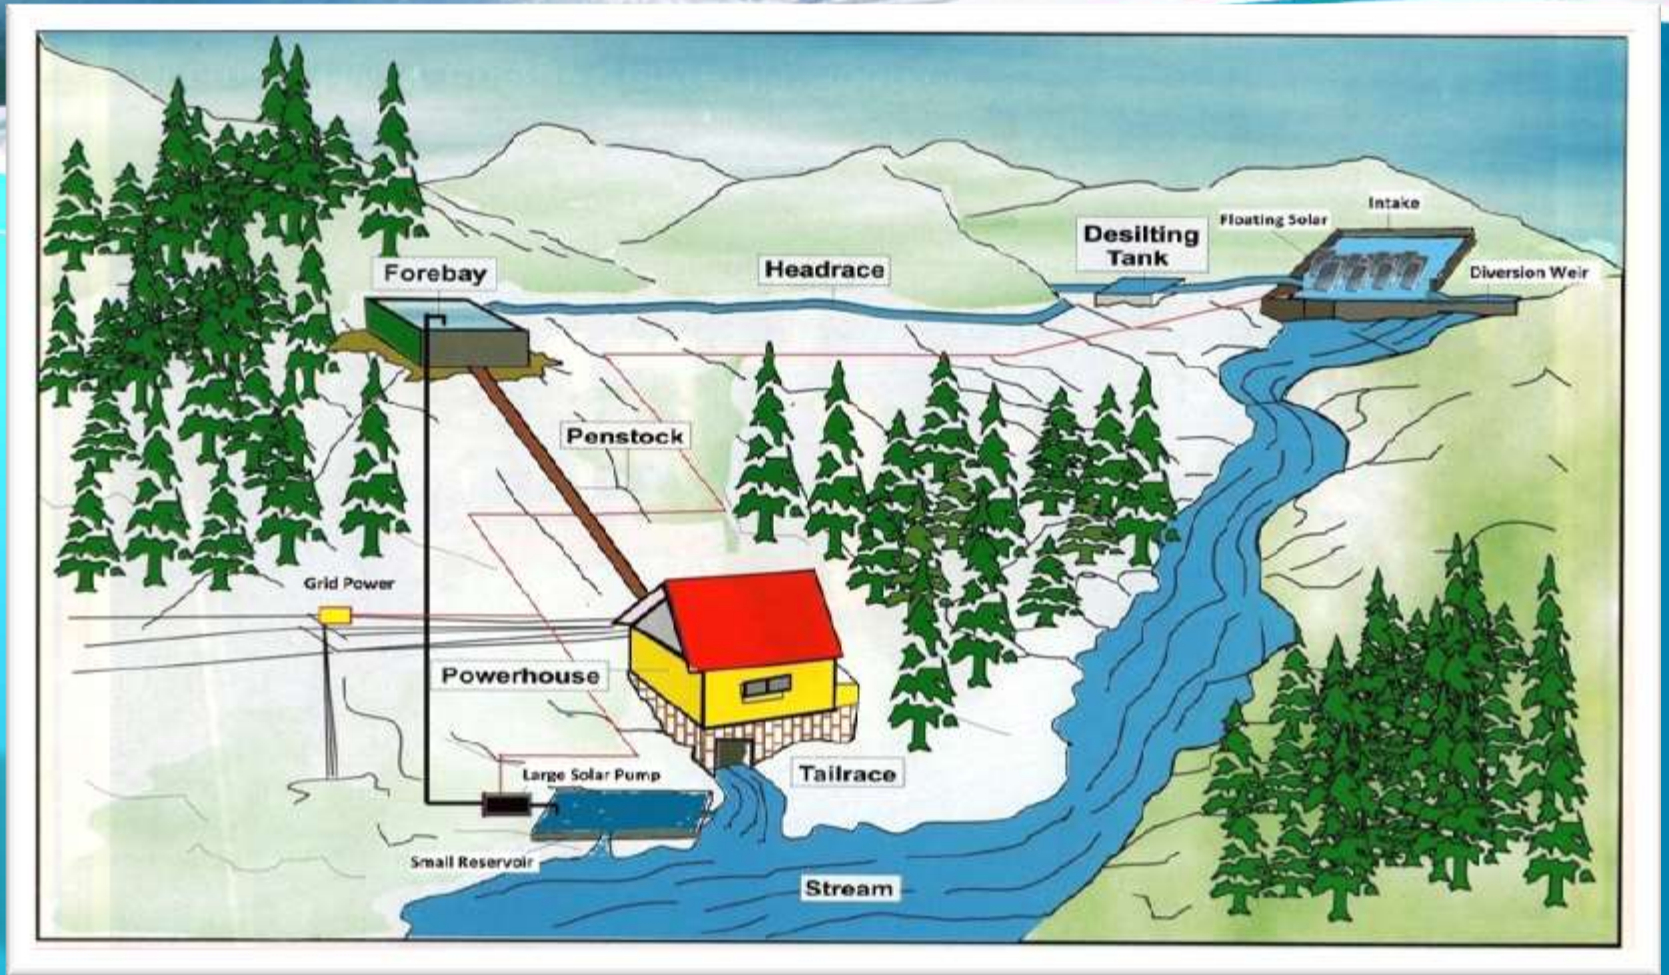 Intake
Floating Solar
Desilting
Tank
Headrace
Forebay
Diversion Weir
Penstock
Grid Power
Powerhouse
Large Solar Pump
Tailrace
Small Reservoir
Stream